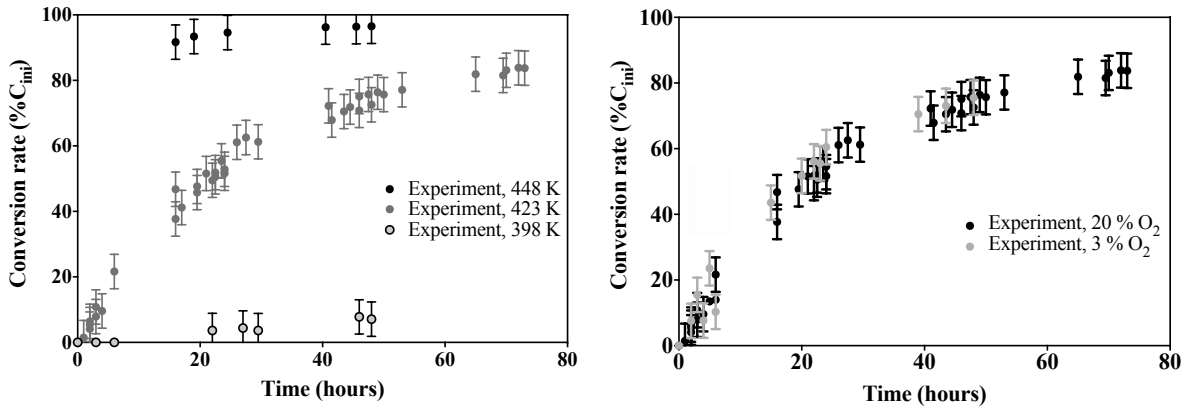 Conversion rate (%C_ini)
100
80
60
40
20
0
Experiment, 448 K
Experiment, 423 K
Experiment, 398 K
0 20 40 60 80
Time (hours)
Conversion rate (%C_ini)
100
80
60
40
20
0
Experiment, 20 % O₂
Experiment, 3 % O₂
0 20 40 60 80
Time (hours)